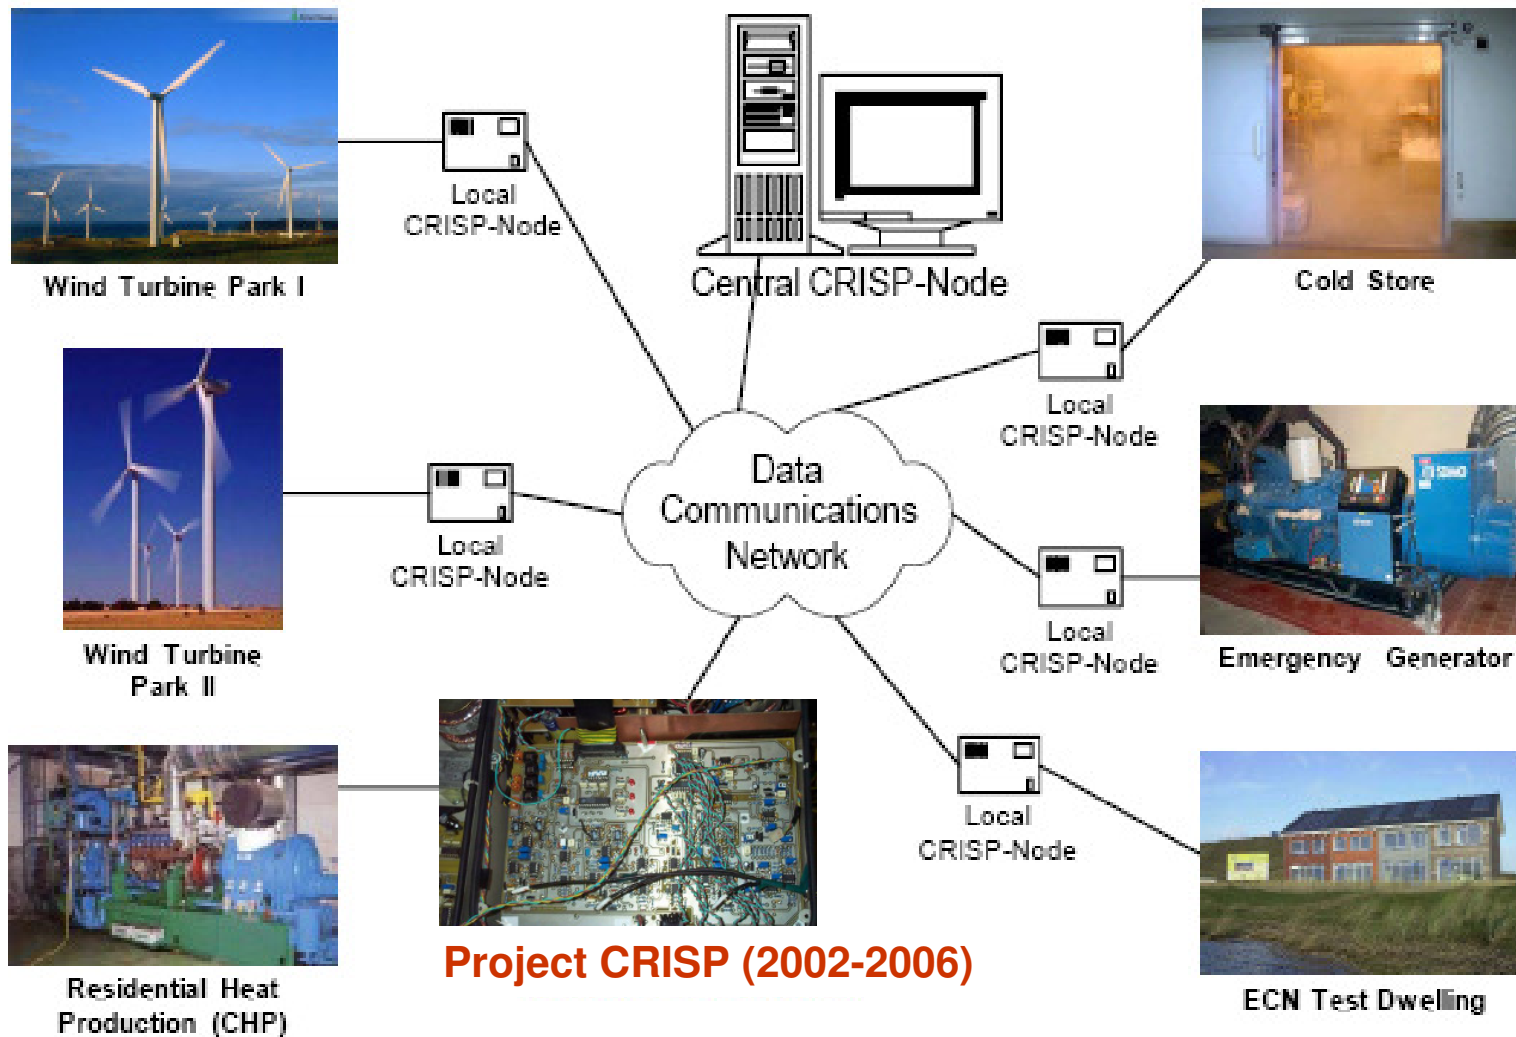 Local
CRISP-Node
Wind Turbine Park I
Central CRISP-Node
Cold Store
Local
CRISP-Node
Data
Communications
Network
Local
CRISP-Node
Wind Turbine
Park II
SDMO
Local
CRISP-Node
Emergency Generator
Local
CRISP-Node
Project CRISP (2002-2006)
Residential Heat
Production (CHP)
ECN Test Dwelling